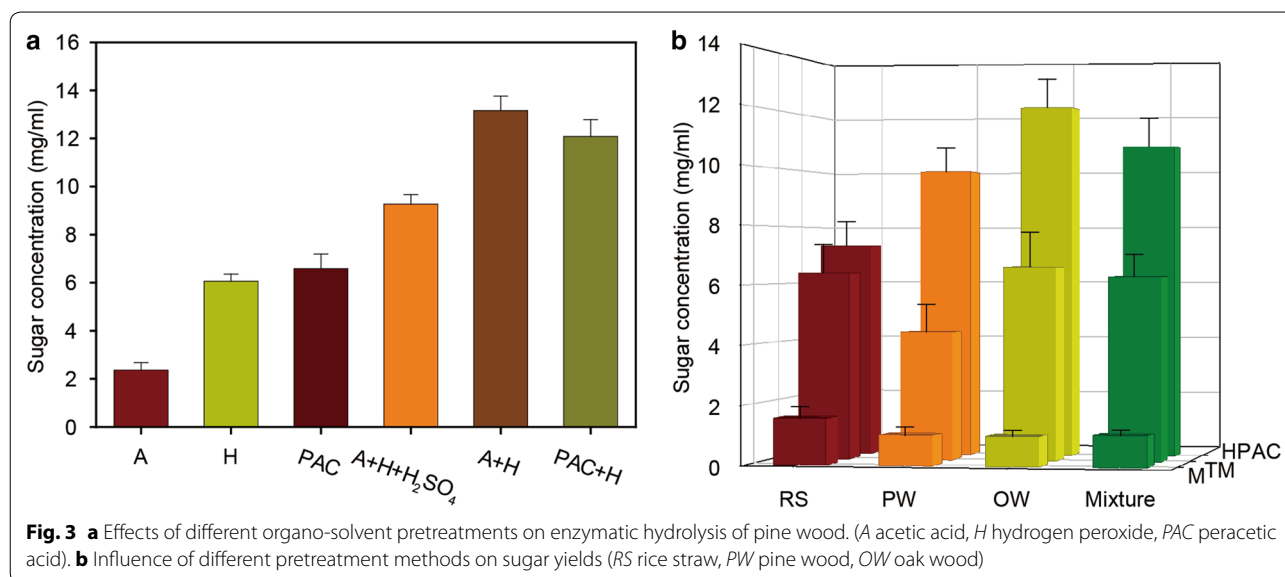 a
16
14
12
10
8
6
4
2
0
Sugar concentration (mg/ml)
A
H
PAC
A+H+H₂SO₄
A+H
PAC+H
b
14
12
10
8
6
4
2
0
Sugar concentration (mg/ml)
RS
PW
OW
Mixture
HPAC
TM
M
Fig. 3 a Effects of different organo-solvent pretreatments on enzymatic hydrolysis of pine wood. (A acetic acid, H hydrogen peroxide, PAC peracetic
acid). b Influence of different pretreatment methods on sugar yields (RS rice straw, PW pine wood, OW oak wood)